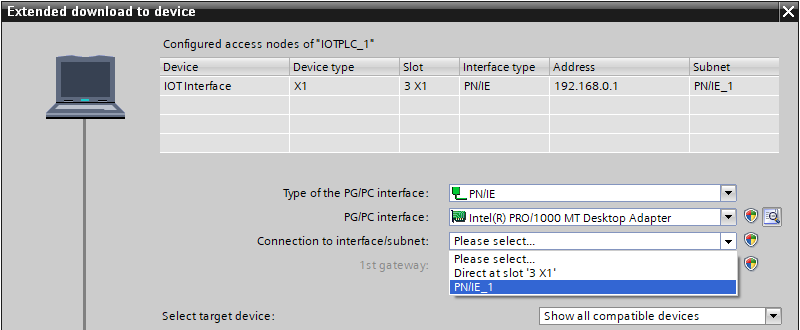 Extended download to device
Configured access nodes of "IOTPLC_1"
Device Device type Slot Interface type Address Subnet
IOT Interface X1 3 X1 PN/IE 192.168.0.1 PN/IE_1
Type of the PG/PC interface: PN/IE
PG/PC interface: Intel(R) PRO/1000 MT Desktop Adapter
Connection to interface/subnet: Please select...
Please select...
1st gateway: Direct at slot '3 X1'
PN/IE_1
Select target device: Show all compatible devices